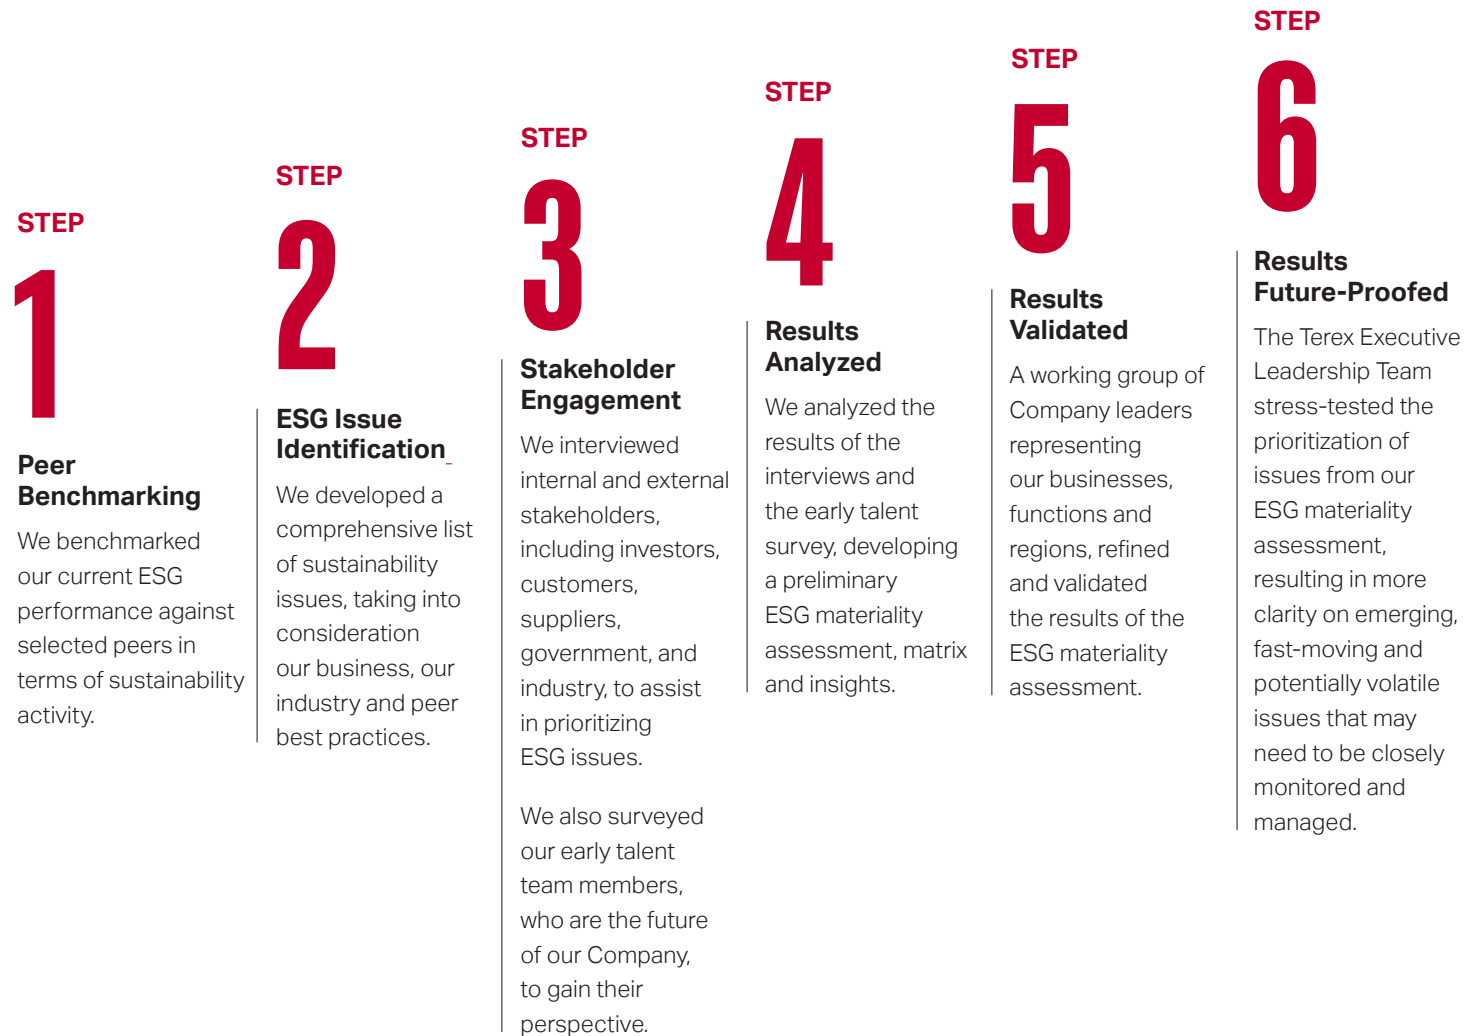 STEP
1
Peer
Benchmarking
We benchmarked
our current ESG
performance against
selected peers in
terms of sustainability
activity.
STEP
2
ESG Issue
Identification
We developed a
comprehensive list
of sustainability
issues, taking into
consideration
our business, our
industry and peer
best practices.
STEP
3
Stakeholder
Engagement
We interviewed
internal and external
stakeholders,
including investors,
customers,
suppliers,
government, and
industry, to assist
in prioritizing
ESG issues.
We also surveyed
our early talent
team members,
who are the future
of our Company,
to gain their
perspective.
STEP
4
Results
Analyzed
We analyzed the
results of the
interviews and
the early talent
survey, developing
a preliminary
ESG materiality
assessment, matrix
and insights.
STEP
5
Results
Validated
A working group of
Company leaders
representing
our businesses,
functions and
regions, refined
and validated
the results of the
ESG materiality
assessment.
STEP
6
Results
Future-Proofed
The Terex Executive
Leadership Team
stress-tested the
prioritization of
issues from our
ESG materiality
assessment,
resulting in more
clarity on emerging,
fast-moving and
potentially volatile
issues that may
need to be closely
monitored and
managed.